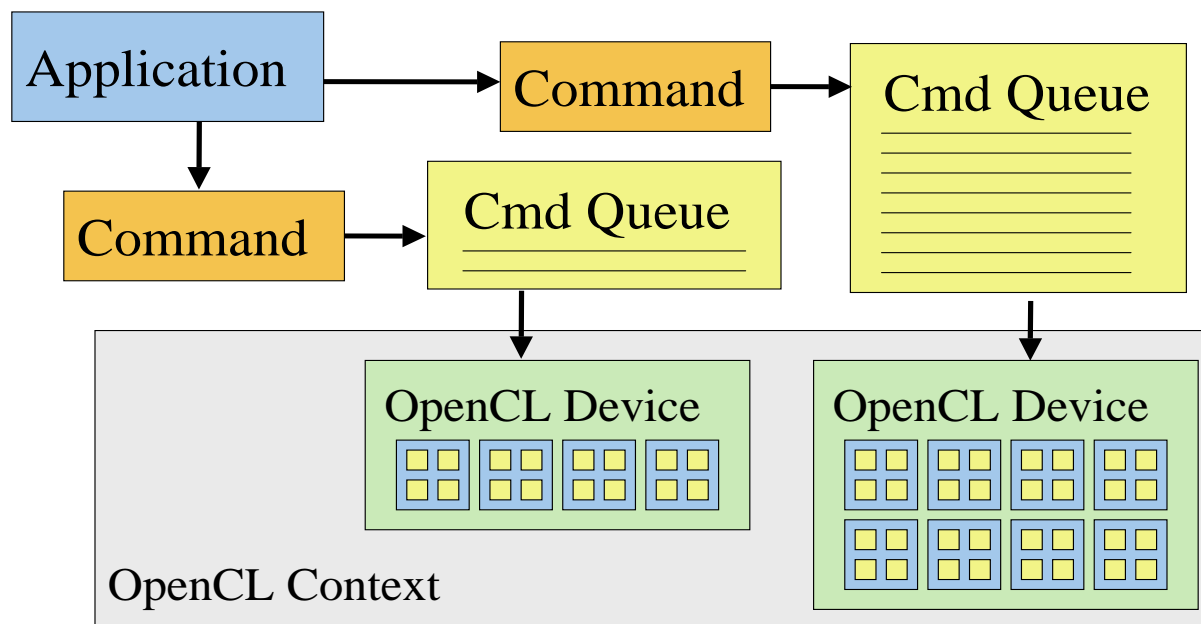 Application
Command
Cmd Queue
Command
Cmd Queue
OpenCL Device
OpenCL Device
OpenCL Context